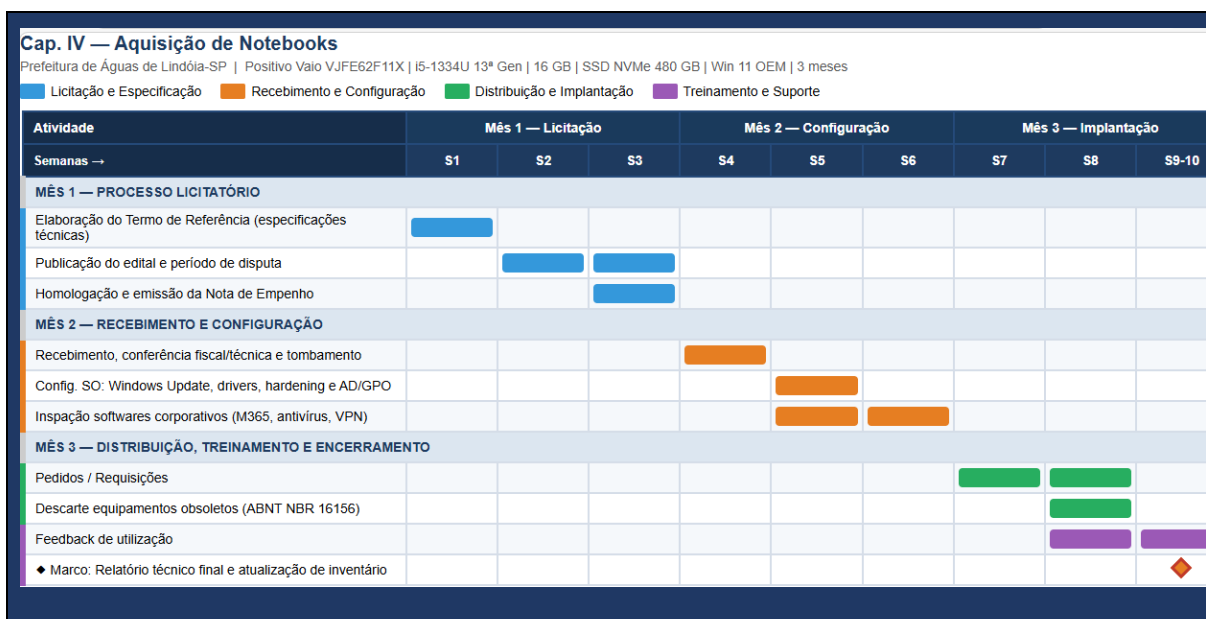 Cap. IV — Aquisição de Notebooks
Prefeitura de Águas de Lindóia-SP | Positivo Vaio VJFE62F11X | i5-1334U 13ª Gen | 16 GB | SSD NVMe 480 GB | Win 11 OEM | 3 meses
Licitação e Especificação Recebimento e Configuração Distribuição e Implantação Treinamento e Suporte
Atividade Mês 1 — Licitação Mês 2 — Configuração Mês 3 — Implantação
Semanas → S1 S2 S3 S4 S5 S6 S7 S8 S9-10
MÊS 1 — PROCESSO LICITATÓRIO
Elaboração do Termo de Referência (especificações
técnicas)
Publicação do edital e período de disputa
Homologação e emissão da Nota de Empenho
MÊS 2 — RECEBIMENTO E CONFIGURAÇÃO
Recebimento, conferência fiscal/técnica e tombamento
Config. SO: Windows Update, drivers, hardening e AD/GPO
Inspação softwares corporativos (M365, antivírus, VPN)
MÊS 3 — DISTRIBUIÇÃO, TREINAMENTO E ENCERRAMENTO
Pedidos / Requisições
Descarte equipamentos obsoletos (ABNT NBR 16156)
Feedback de utilização
◆ Marco: Relatório técnico final e atualização de inventário